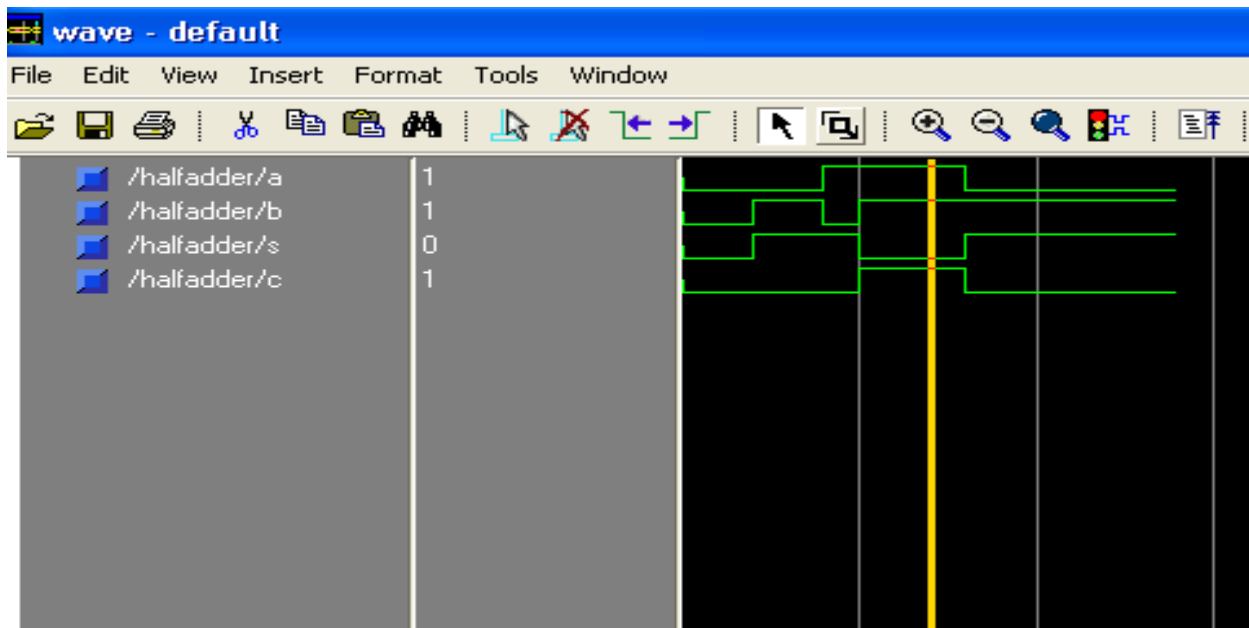 wave - default
File Edit View Insert Format Tools Window
/halfadder/a 1
/halfadder/b 1
/halfadder/s 0
/halfadder/c 1